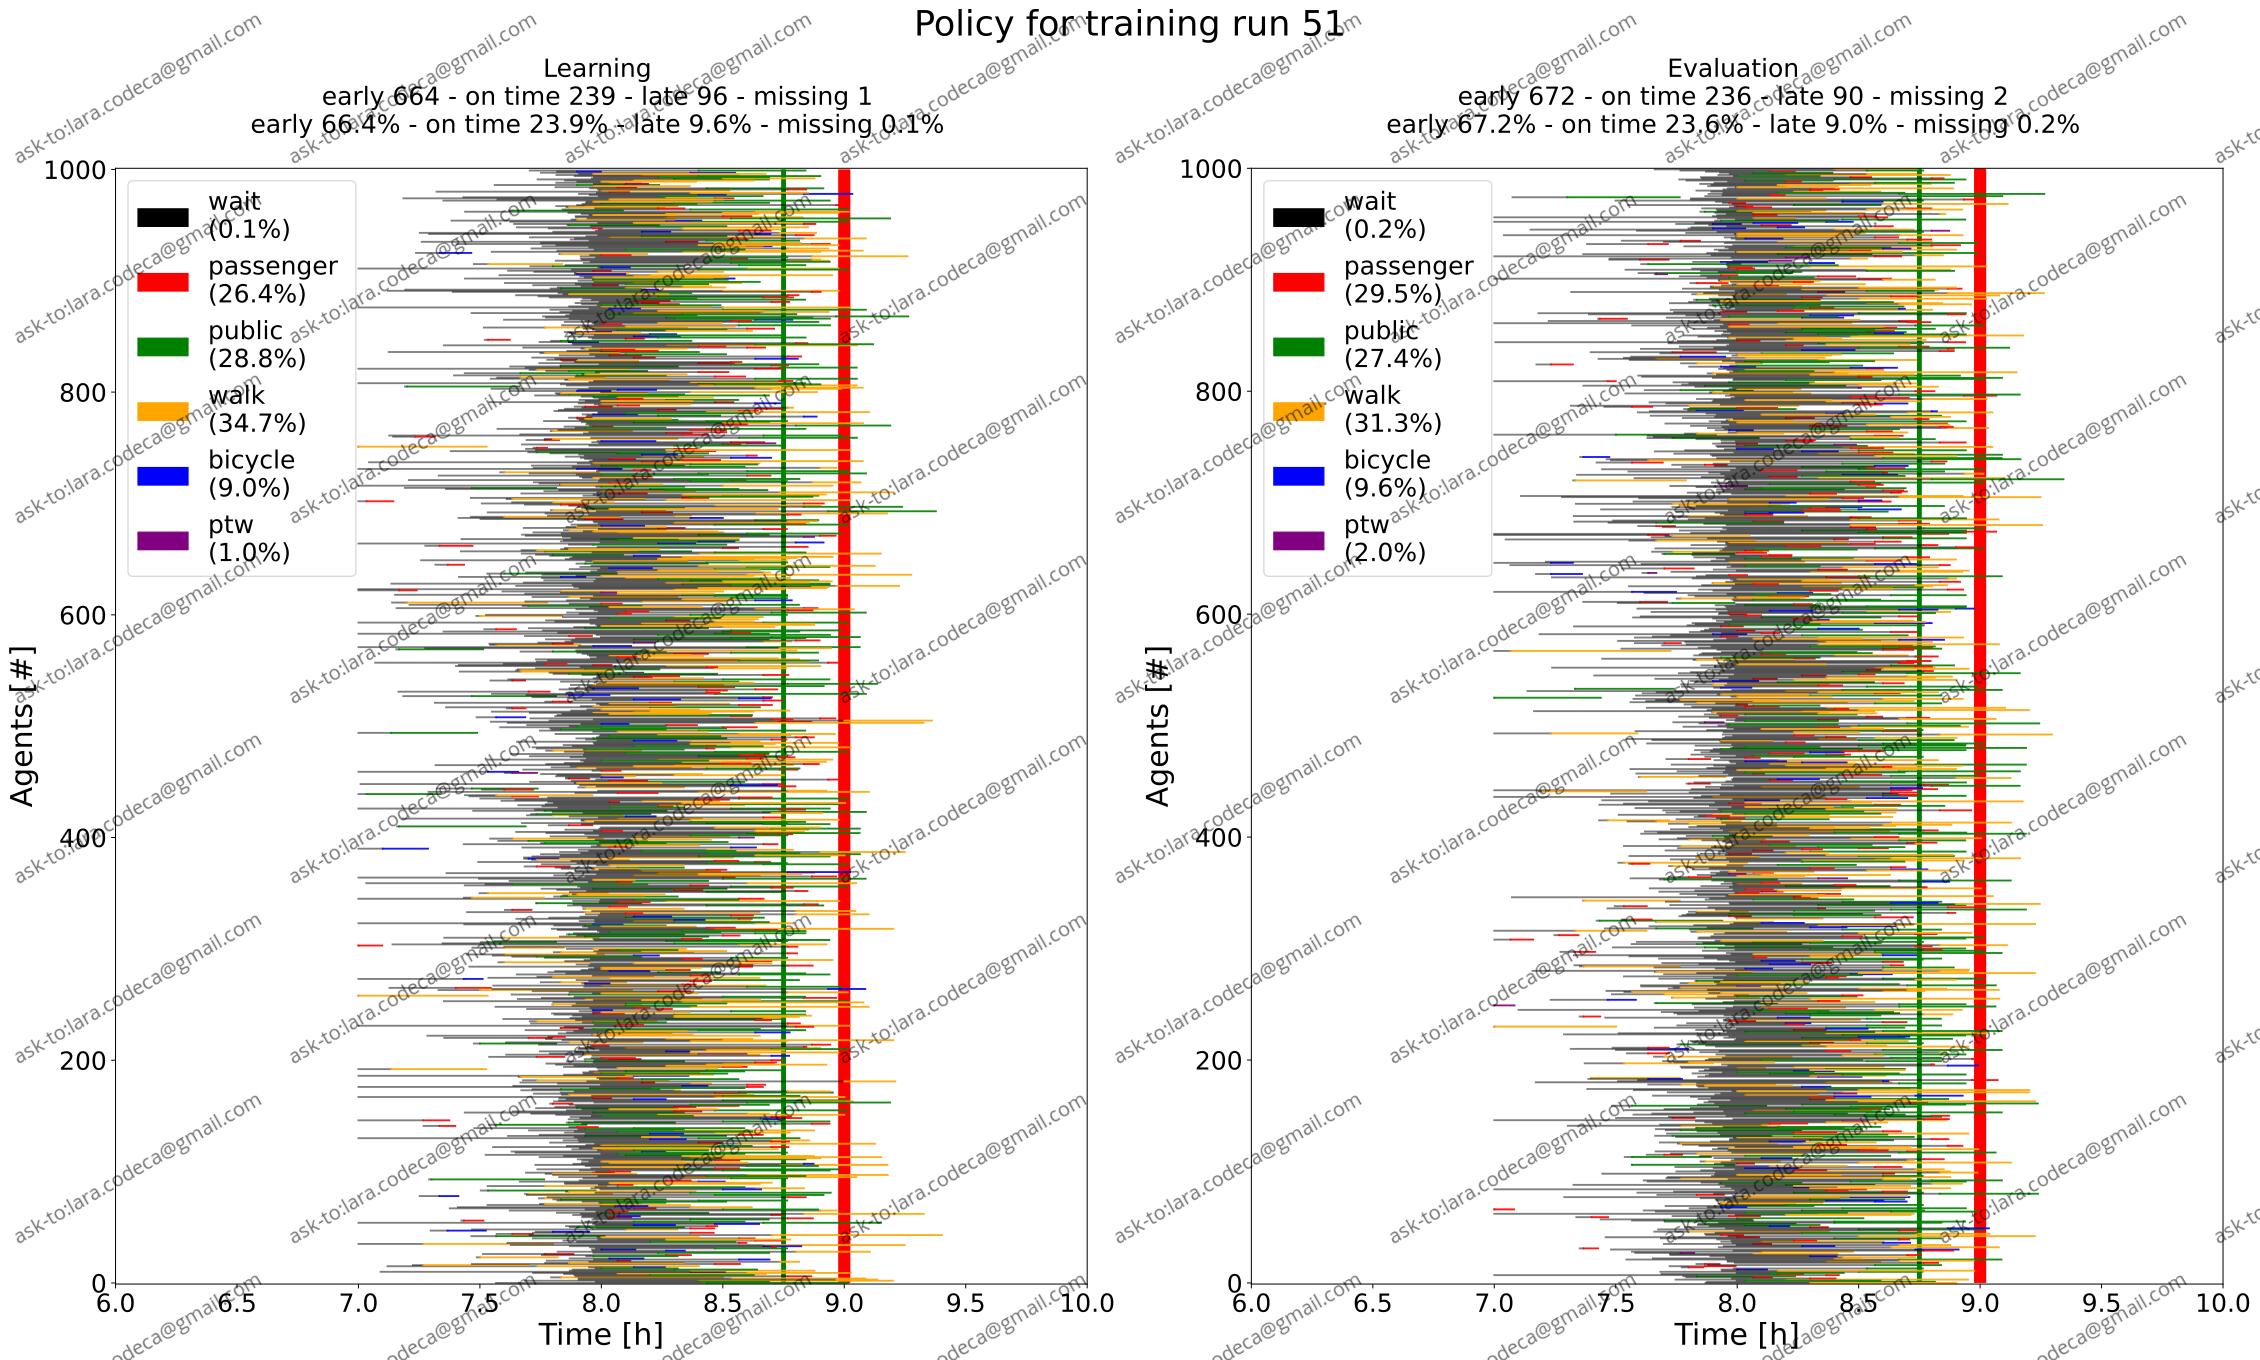 Policy for training run 51
Learning
early 664 - on time 239 - late 96 - missing 1
early 66.4% - on time 23.9% - late 9.6% - missing 0.1%
Agents [#]
1000
800
600
400
200
0
wait
(0.1%)
passenger
(26.4%)
public
(28.8%)
walk
(34.7%)
bicycle
(9.0%)
ptw
(1.0%)
6.0 6.5 7.0 7.5 8.0 8.5 9.0 9.5 10.0
Time [h]
Evaluation
early 672 - on time 236 - late 90 - missing 2
early 67.2% - on time 23.6% - late 9.0% - missing 0.2%
Agents [#]
1000
800
600
400
200
0
wait
(0.2%)
passenger
(29.5%)
public
(27.4%)
walk
(31.3%)
bicycle
(9.6%)
ptw
(2.0%)
6.0 6.5 7.0 7.5 8.0 8.5 9.0 9.5 10.0
Time [h]
ask-to:lara.codeca@gmail.com